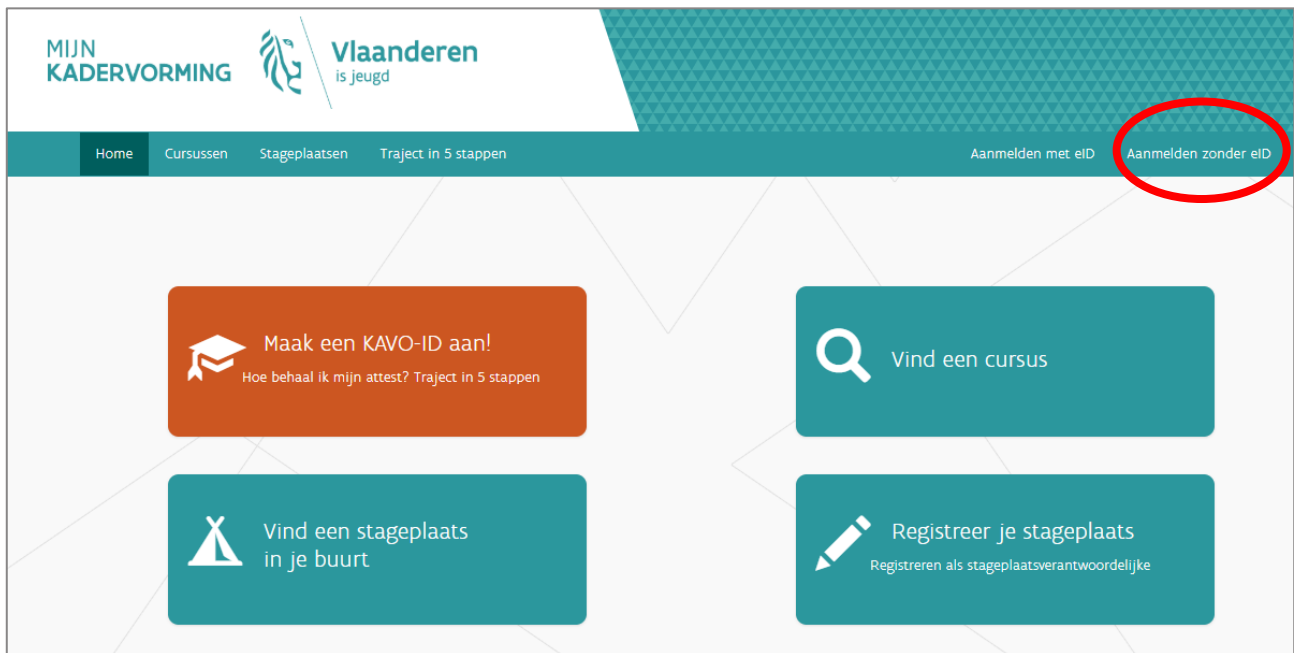 MIJN
KADERVORMING
Vlaanderen
is jeugd
Home Cursussen Stageplaatsen Traject in 5 stappen Aanmelden met eID Aanmelden zonder eID
Maak een KAVO-ID aan!
Hoe behaal ik mijn attest? Traject in 5 stappen
Vind een cursus
Vind een stageplaats
in je buurt
Registreer je stageplaats
Registreren als stageplaatsverantwoordelijke